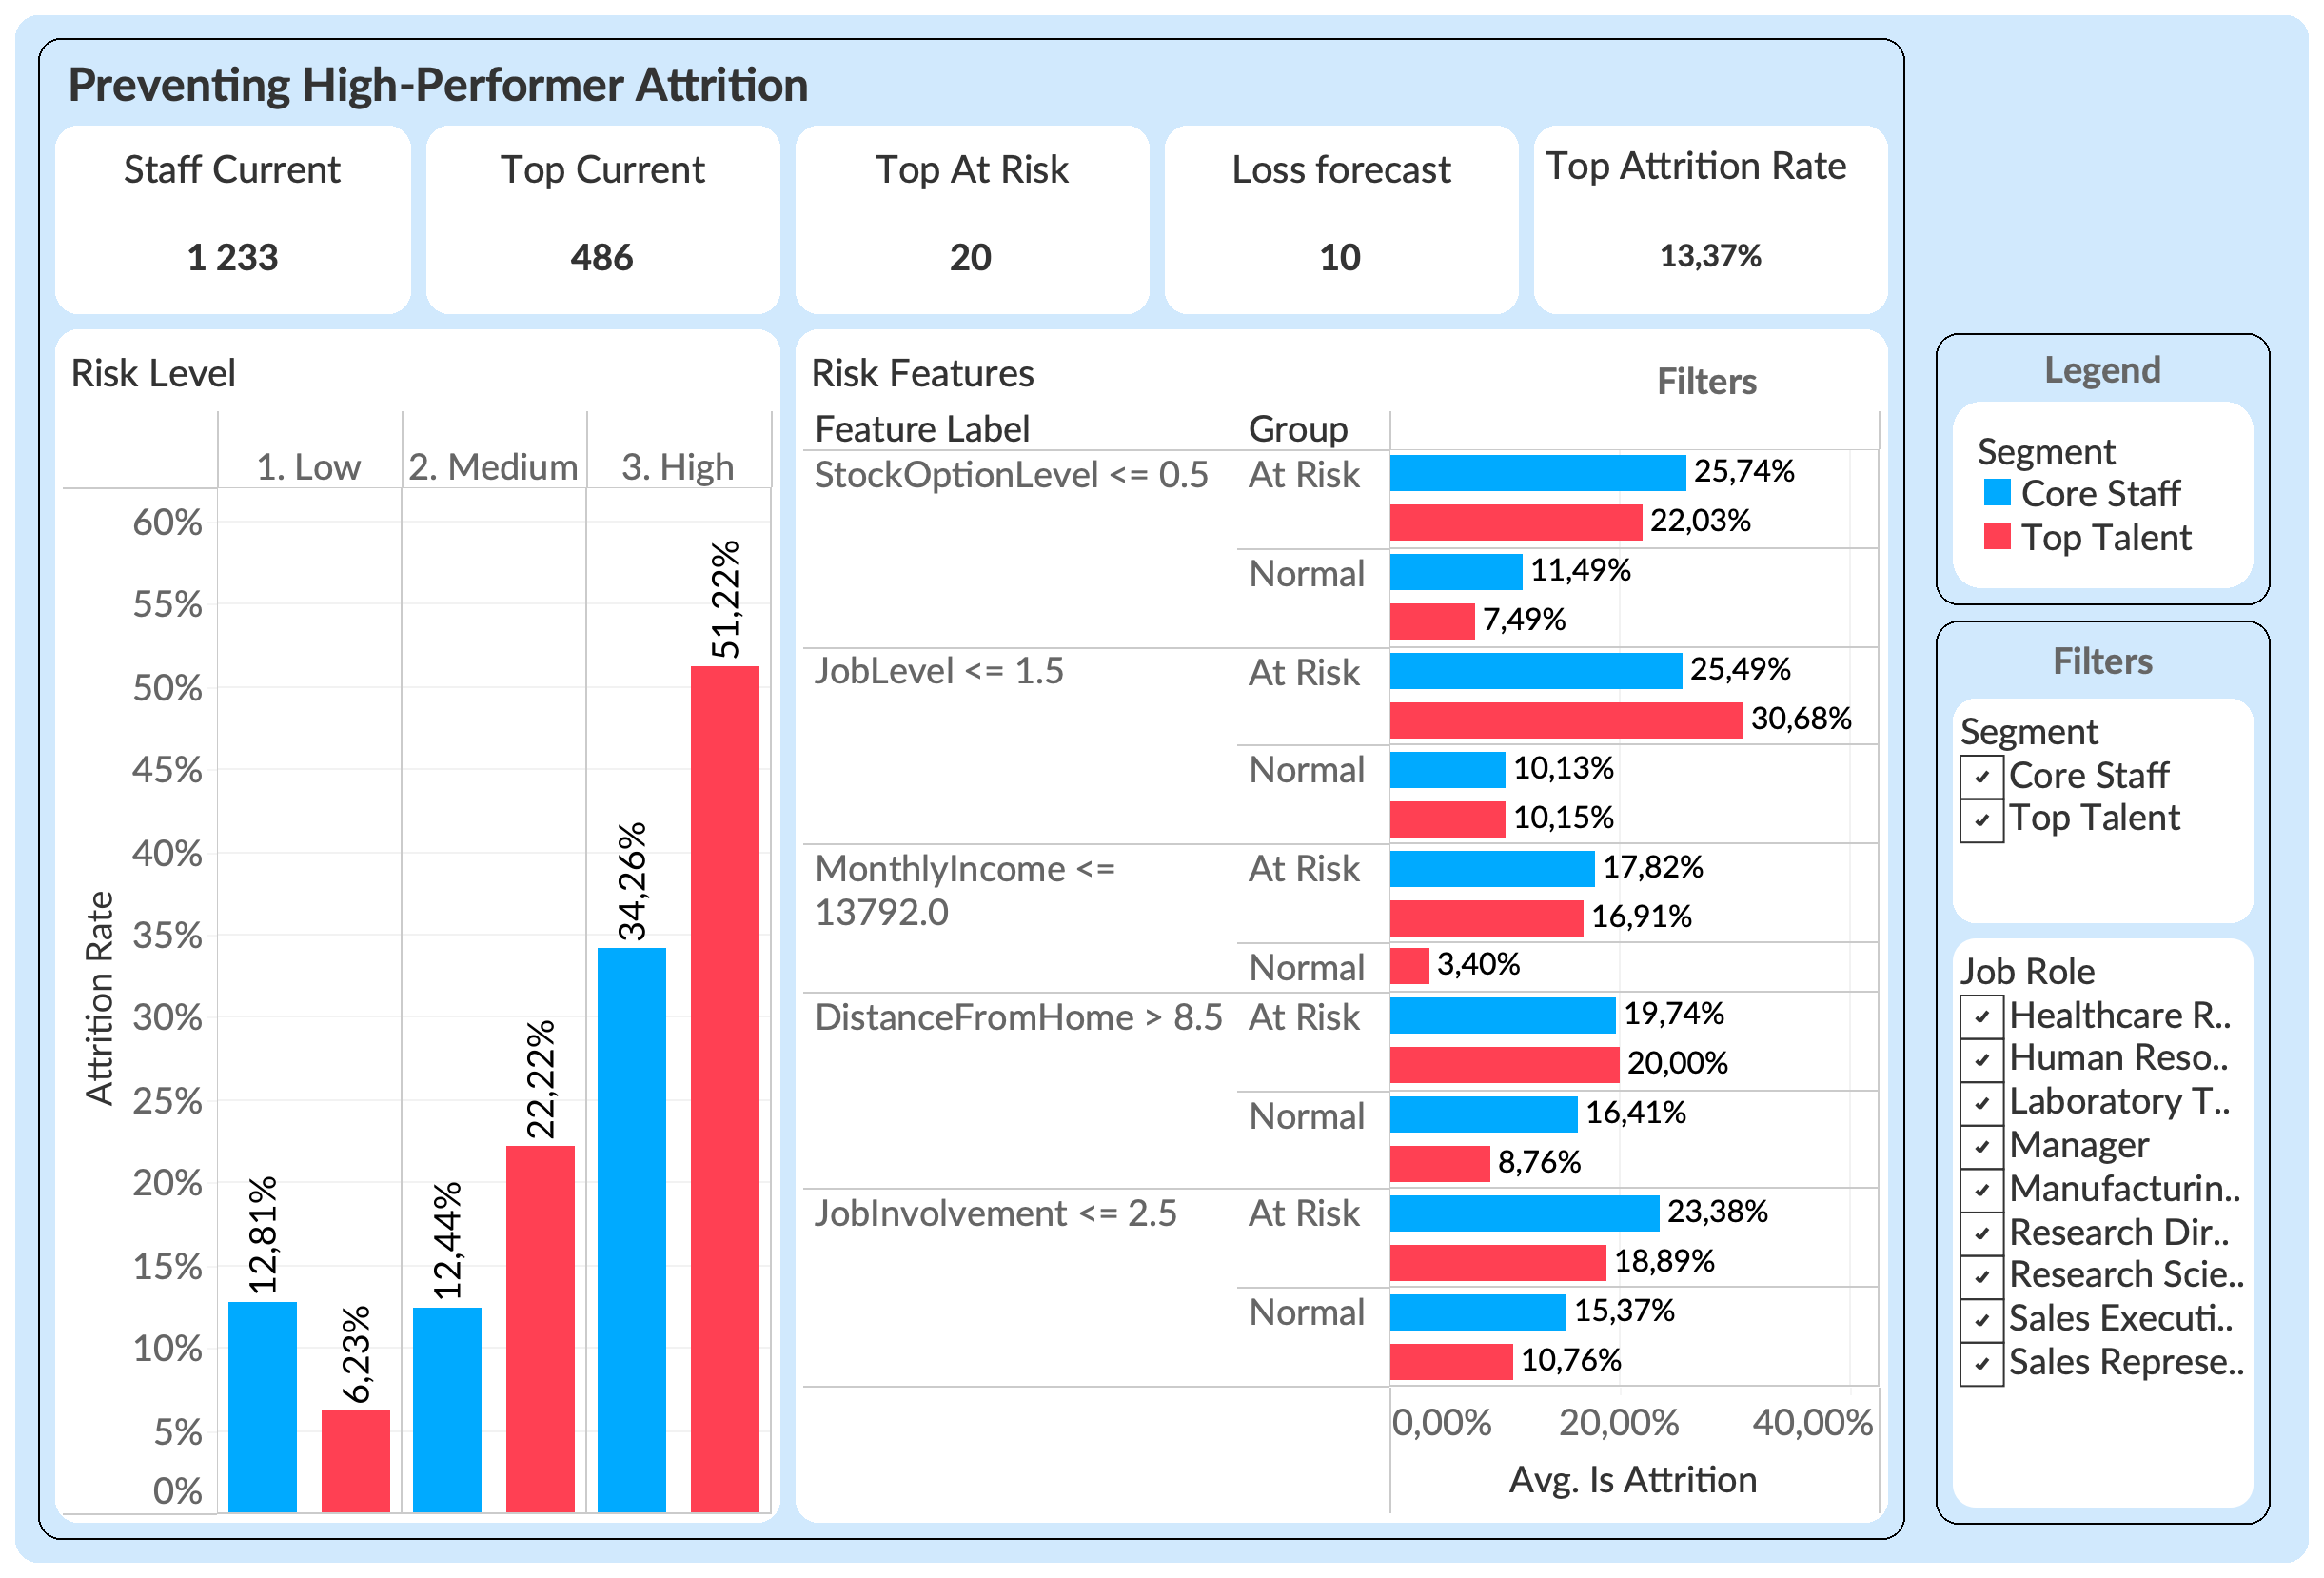 Preventing High-Performer Attrition
Staff Current
1 233
Top Current
486
Top At Risk
20
Loss forecast
10
Top Attrition Rate
13,37%
Risk Level
1. Low
2. Medium
3. High
60%
55%
50%
45%
40%
35%
30%
25%
20%
15%
10%
5%
0%
Attrition Rate
12,81%
6,23%
12,44%
22,22%
34,26%
51,22%
Risk Features
Filters
Feature Label
Group
StockOptionLevel <= 0.5
At Risk
25,74%
22,03%
Normal
11,49%
7,49%
JobLevel <= 1.5
At Risk
25,49%
30,68%
Normal
10,13%
10,15%
MonthlyIncome <=
13792.0
At Risk
17,82%
16,91%
Normal
3,40%
DistanceFromHome > 8.5
At Risk
19,74%
20,00%
Normal
16,41%
8,76%
JobInvolvement <= 2.5
At Risk
23,38%
18,89%
Normal
15,37%
10,76%
0,00%
20,00%
40,00%
Avg. Is Attrition
Legend
Segment
Core Staff
Top Talent
Filters
Segment
Core Staff
Top Talent
Job Role
Healthcare R..
Human Reso..
Laboratory T..
Manager
Manufacturin..
Research Dir..
Research Scie..
Sales Executi..
Sales Represe..